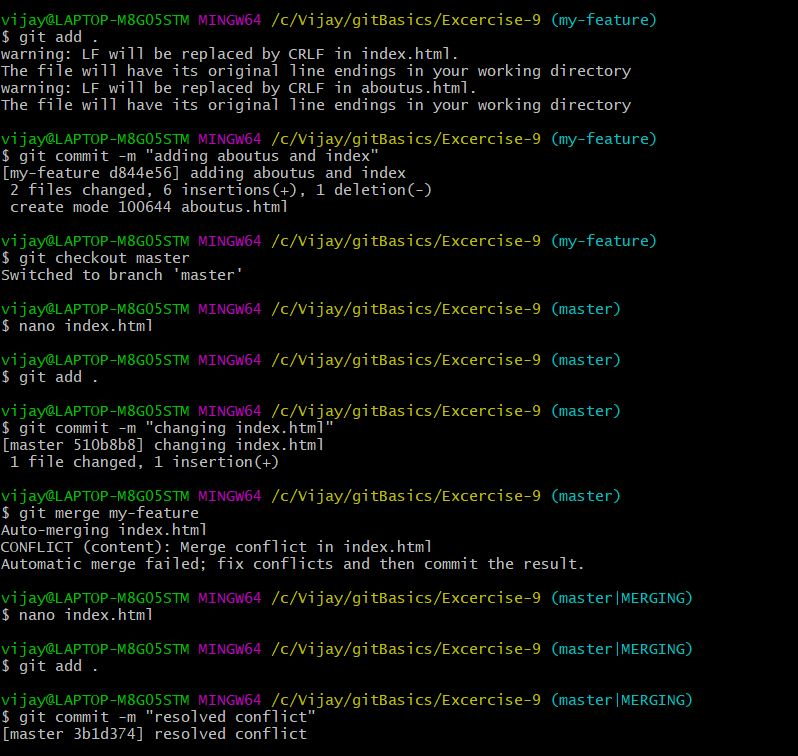 vijay@LAPTOP-M8GO5STM MINGW64 /c/Vijay/gitBasics/Excercise-9 (my-feature)
$ git add .
warning: LF will be replaced by CRLF in index.html.
The file will have its original line endings in your working directory
warning: LF will be replaced by CRLF in aboutus.html.
The file will have its original line endings in your working directory
vijay@LAPTOP-M8GO5STM MINGW64 /c/Vijay/gitBasics/Excercise-9 (my-feature)
$ git commit -m "adding aboutus and index"
[my-feature d844e56] adding aboutus and index
 2 files changed, 6 insertions(+), 1 deletion(-)
 create mode 100644 aboutus.html
vijay@LAPTOP-M8GO5STM MINGW64 /c/Vijay/gitBasics/Excercise-9 (my-feature)
$ git checkout master
Switched to branch 'master'
vijay@LAPTOP-M8GO5STM MINGW64 /c/Vijay/gitBasics/Excercise-9 (master)
$ nano index.html
vijay@LAPTOP-M8GO5STM MINGW64 /c/Vijay/gitBasics/Excercise-9 (master)
$ git add .
vijay@LAPTOP-M8GO5STM MINGW64 /c/Vijay/gitBasics/Excercise-9 (master)
$ git commit -m "changing index.html"
[master 510b8b8] changing index.html
 1 file changed, 1 insertion(+)
vijay@LAPTOP-M8GO5STM MINGW64 /c/Vijay/gitBasics/Excercise-9 (master)
$ git merge my-feature
Auto-merging index.html
CONFLICT (content): Merge conflict in index.html
Automatic merge failed; fix conflicts and then commit the result.
vijay@LAPTOP-M8GO5STM MINGW64 /c/Vijay/gitBasics/Excercise-9 (master|MERGING)
$ nano index.html
vijay@LAPTOP-M8GO5STM MINGW64 /c/Vijay/gitBasics/Excercise-9 (master|MERGING)
$ git add .
vijay@LAPTOP-M8GO5STM MINGW64 /c/Vijay/gitBasics/Excercise-9 (master|MERGING)
$ git commit -m "resolved conflict"
[master 3b1d374] resolved conflict